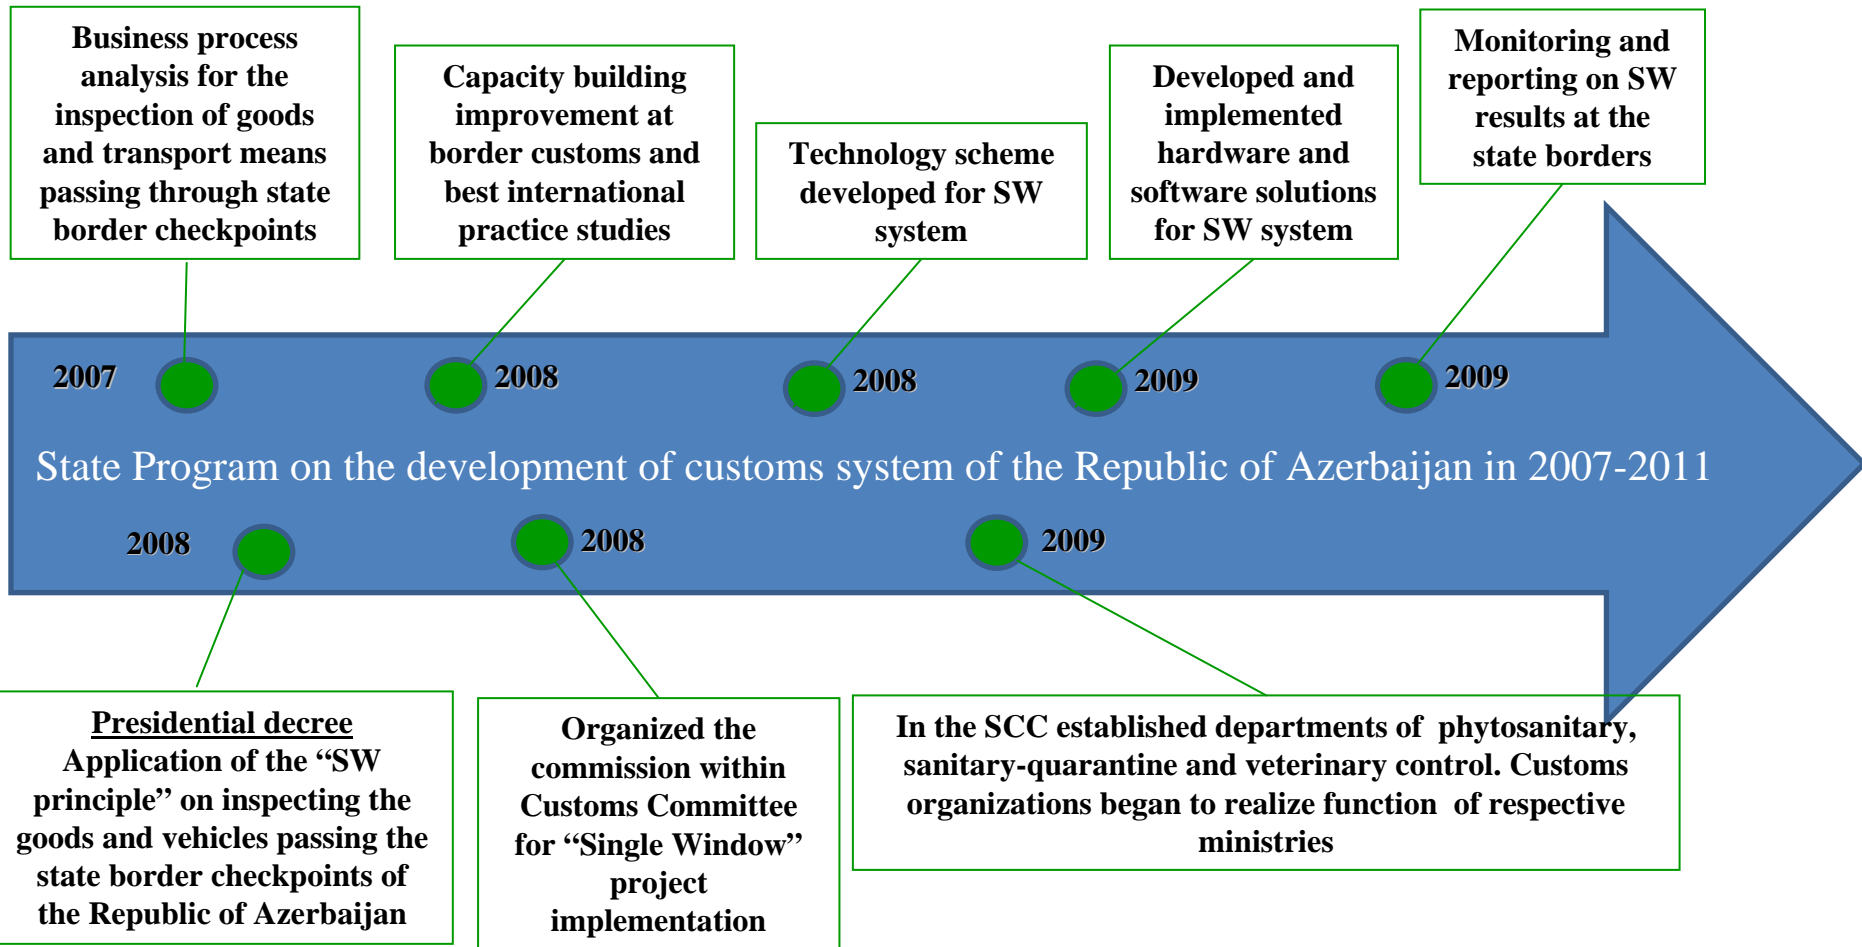 Business process
analysis for the
inspection of goods
and transport means
passing through state
border checkpoints
Capacity building
improvement at
border customs and
best international
practice studies
Technology scheme
developed for SW
system
Developed and
implemented
hardware and
software solutions
for SW system
Monitoring and
reporting on SW
results at the
state borders
2007
2008
2008
2009
2009
State Program on the development of customs system of the Republic of Azerbaijan in 2007-2011
2008
2008
2009
Presidential decree
Application of the “SW
principle” on inspecting the
goods and vehicles passing the
state border checkpoints of
the Republic of Azerbaijan
Organized the
commission within
Customs Committee
for “Single Window”
project
implementation
In the SCC established departments of phytosanitary,
sanitary-quarantine and veterinary control. Customs
organizations began to realize function of respective
ministries